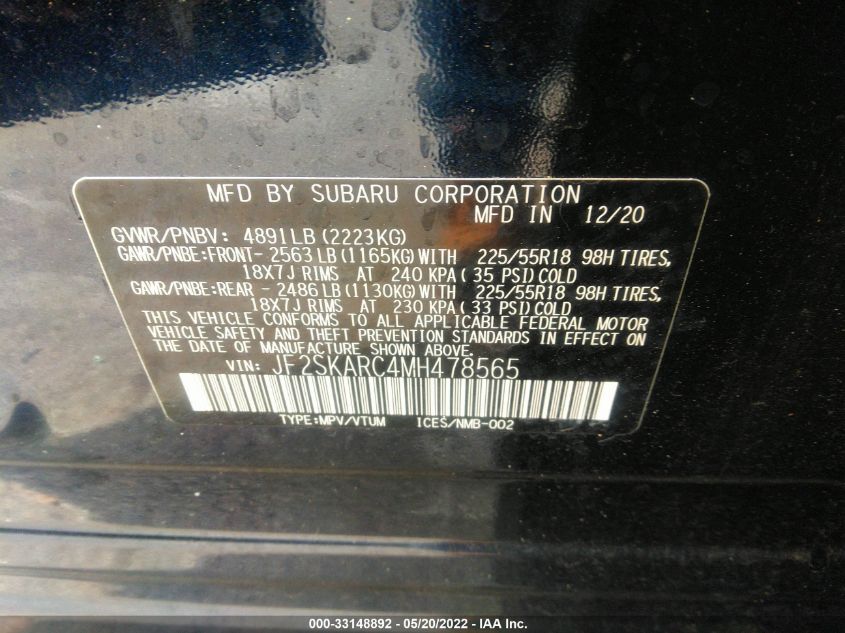 MFD BY SUBARU CORPORATION
MFD IN 12/20
GVWR/PNBV: 4891LB (2223KG)
GAWR/PNBE:FRONT- 2563 LB (1165KG) WITH 225/55R18 98H TIRES,
18X7J RIMS AT 240 KPA ( 35 PSI) COLD
GAWR/PNBE:REAR - 2486 LB (1130KG) WITH 225/55R18 98H TIRES,
18X7J RIMS AT 230 KPA ( 33 PSI) COLD
THIS VEHICLE CONFORMS TO ALL APPLICABLE FEDERAL MOTOR
VEHICLE SAFETY AND THEFT PREVENTION STANDARDS IN EFFECT ON
THE DATE OF MANUFACTURE SHOWN ABOVE.
VIN: JF2SKARC4MH478565
TYPE:MPV/VTUM ICES/NMB-002
000-33148892 - 05/20/2022 - IAA Inc.